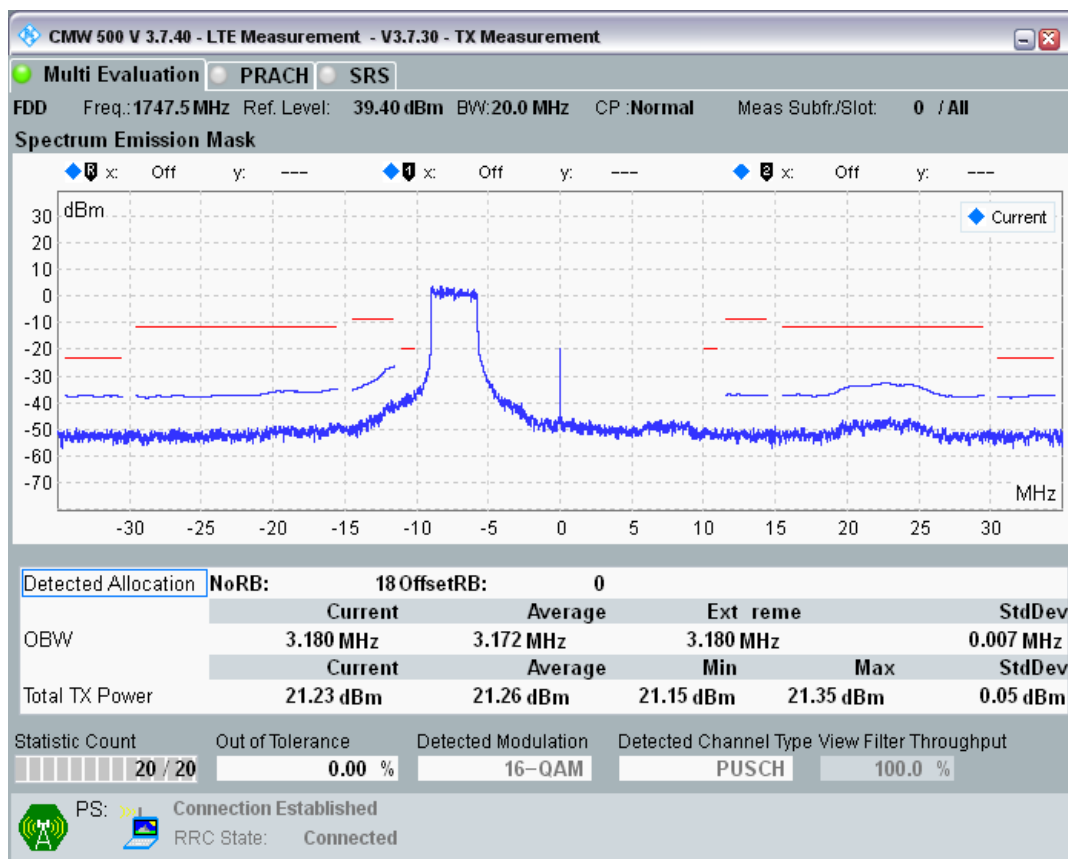 CMW 500 V 3.7.40 - LTE Measurement - V3.7.30 - TX Measurement
Multi Evaluation PRACH SRS
FDD Freq.: 1747.5 MHz Ref. Level: 39.40 dBm BW: 20.0 MHz CP : Normal Meas Subfr./Slot: 0 / All
Spectrum Emission Mask
R x: Off y: --- 1 x: Off y: --- 2 x: Off y: ---
dBm
Current
30
20
10
0
-10
-20
-30
-40
-50
-60
-70
MHz
-30 -25 -20 -15 -10 -5 0 5 10 15 20 25 30
Detected Allocation NoRB: 18 OffsetRB: 0
Current Average Ext reme StdDev
OBW 3.180 MHz 3.172 MHz 3.180 MHz 0.007 MHz
Current Average Min Max StdDev
Total TX Power 21.23 dBm 21.26 dBm 21.15 dBm 21.35 dBm 0.05 dBm
Statistic Count Out of Tolerance Detected Modulation Detected Channel Type View Filter Throughput
20 / 20 0.00 % 16-QAM PUSCH 100.0 %
PS: Connection Established
RRC State: Connected